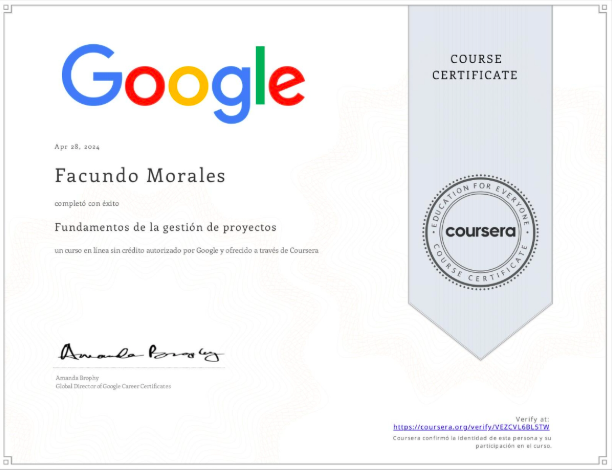 Google
COURSE
CERTIFICATE
Apr 28, 2024
Facundo Morales
completó con éxito
Fundamentos de la gestión de proyectos
un curso en línea sin crédito autorizado por Google y ofrecido a través de Coursera
EDUCATION FOR EVERYONE
coursera
COURSE CERTIFICATE
Amanda Brophy
Amanda Brophy
Global Director of Google Career Certificates
Verify at:
https://coursera.org/verify/VEZCVL6BL5TW
Coursera confirmó la identidad de esta persona y su
participación en el curso.